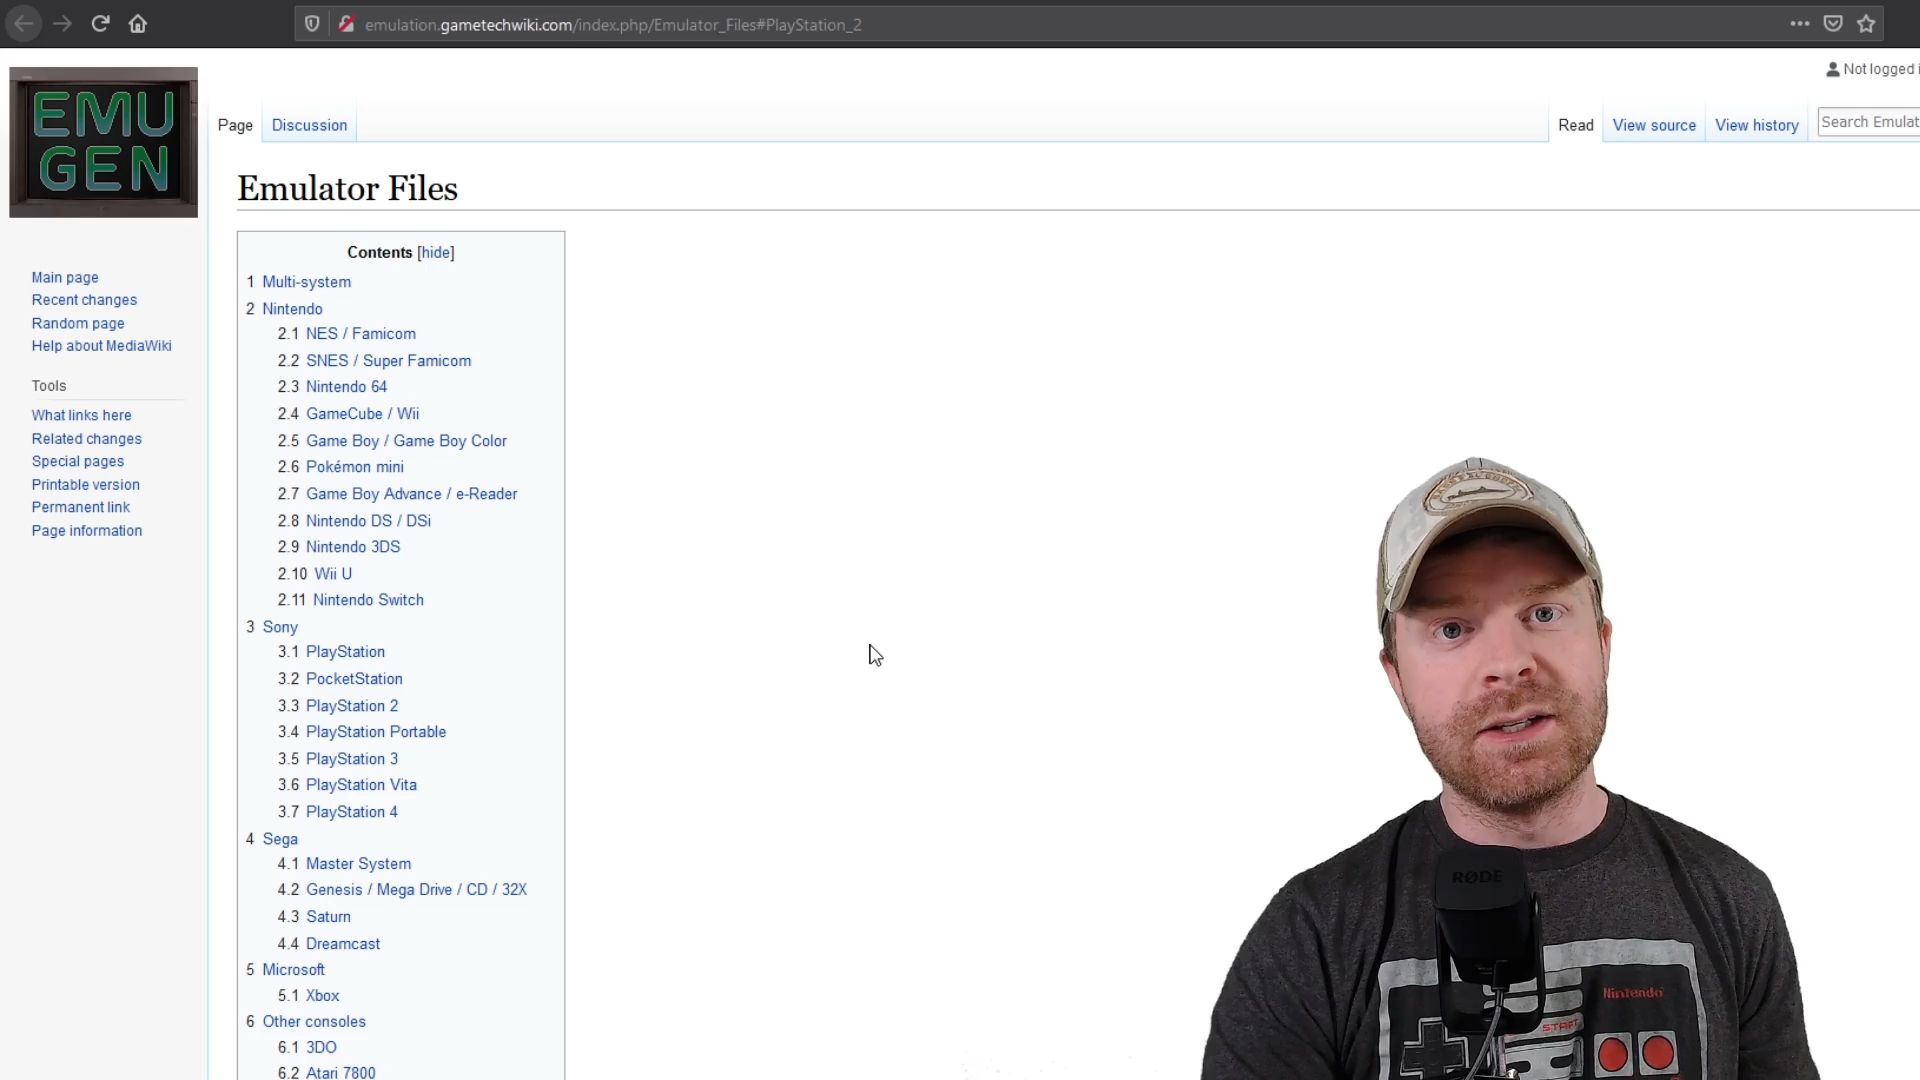 emulation.gametechwiki.com/index.php/Emulator_Files#PlayStation_2
EMU
GEN
Not logged i
Page
Discussion
Read
View source
View history
Search Emulat
Emulator Files
Main page
Recent changes
Random page
Help about MediaWiki
Tools
What links here
Related changes
Special pages
Printable version
Permanent link
Page information
Contents [hide]
1 Multi-system
2 Nintendo
2.1 NES / Famicom
2.2 SNES / Super Famicom
2.3 Nintendo 64
2.4 GameCube / Wii
2.5 Game Boy / Game Boy Color
2.6 Pokémon mini
2.7 Game Boy Advance / e-Reader
2.8 Nintendo DS / DSi
2.9 Nintendo 3DS
2.10 Wii U
2.11 Nintendo Switch
3 Sony
3.1 PlayStation
3.2 PocketStation
3.3 PlayStation 2
3.4 PlayStation Portable
3.5 PlayStation 3
3.6 PlayStation Vita
3.7 PlayStation 4
4 Sega
4.1 Master System
4.2 Genesis / Mega Drive / CD / 32X
4.3 Saturn
4.4 Dreamcast
5 Microsoft
5.1 Xbox
6 Other consoles
6.1 3DO
6.2 Atari 7800
RØDE
Nintendo
START